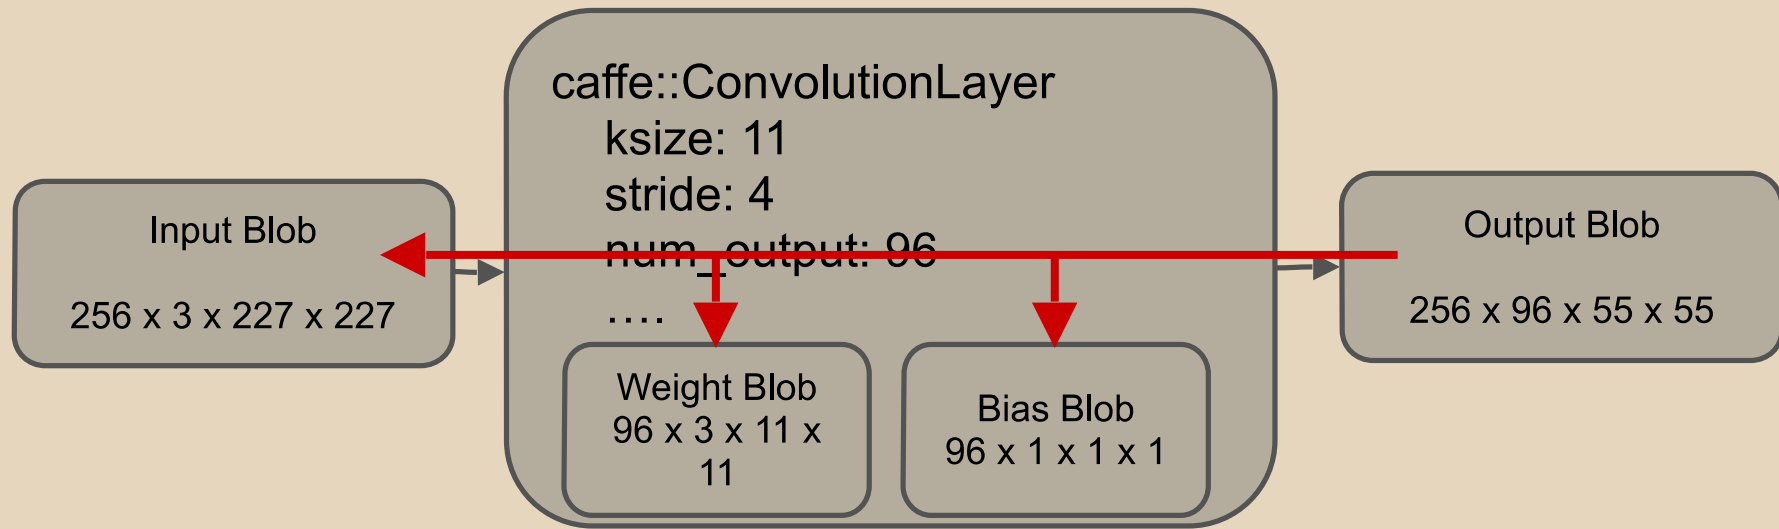 caffe::ConvolutionLayer
ksize: 11
stride: 4
num_output: 96
....
Input Blob
256 x 3 x 227 x 227
Weight Blob
96 x 3 x 11 x
11
Bias Blob
96 x 1 x 1 x 1
Output Blob
256 x 96 x 55 x 55